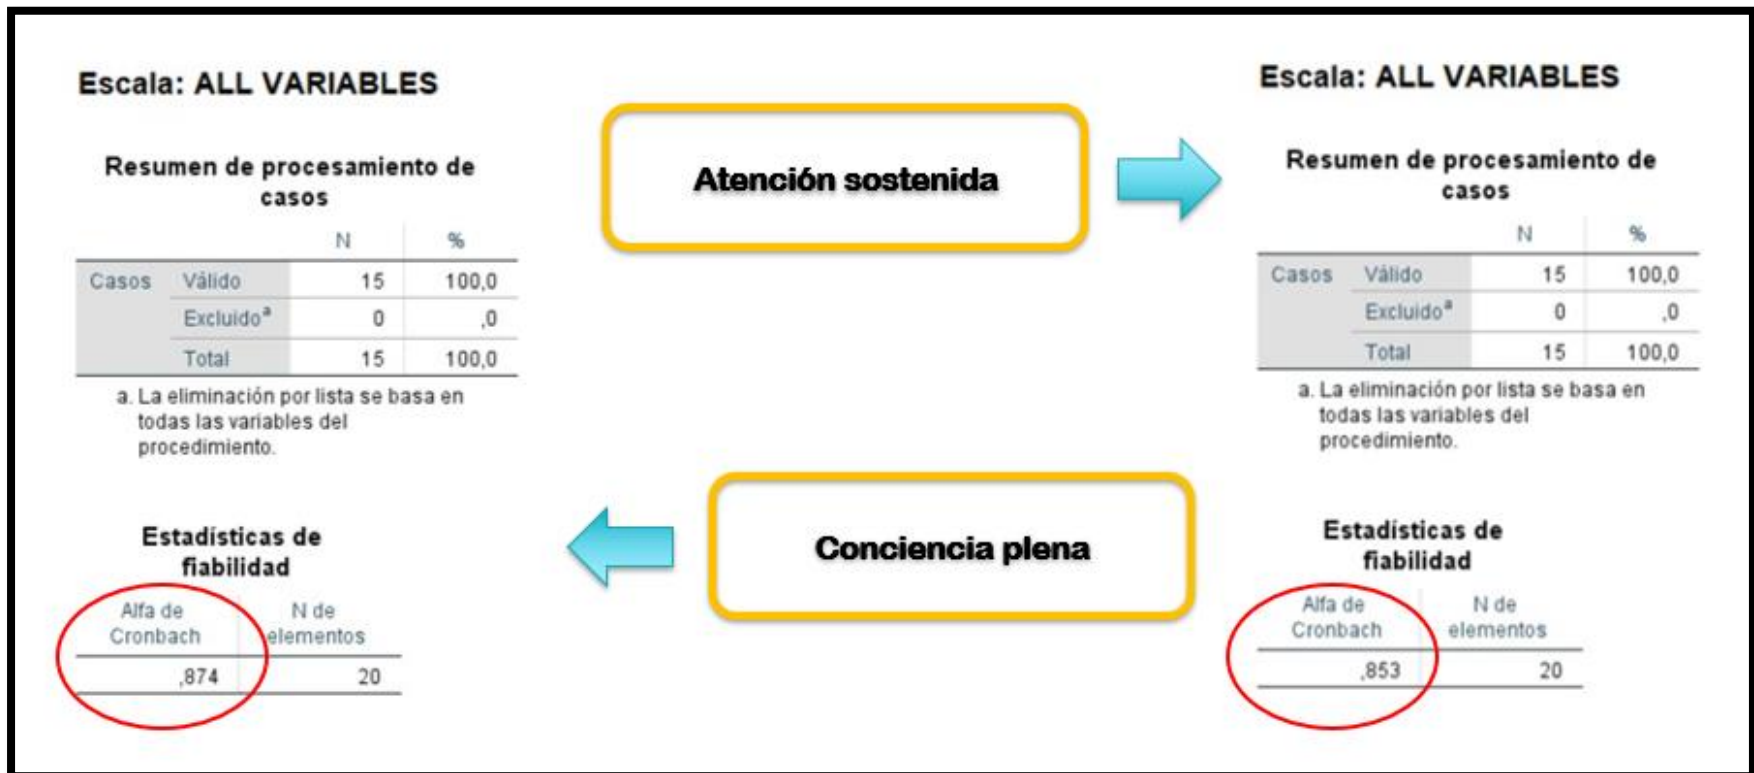 Escala: ALL VARIABLES
Resumen de procesamiento de
casos
N %
Casos Válido 15 100,0
Excluidoª 0 ,0
Total 15 100,0
a. La eliminación por lista se basa en
todas las variables del
procedimiento.
Estadísticas de
fiabilidad
Alfa de N de
Cronbach elementos
,874 20
Atención sostenida
Conciencia plena
Escala: ALL VARIABLES
Resumen de procesamiento de
casos
N %
Casos Válido 15 100,0
Excluidoª 0 ,0
Total 15 100,0
a. La eliminación por lista se basa en
todas las variables del
procedimiento.
Estadísticas de
fiabilidad
Alfa de N de
Cronbach elementos
,853 20